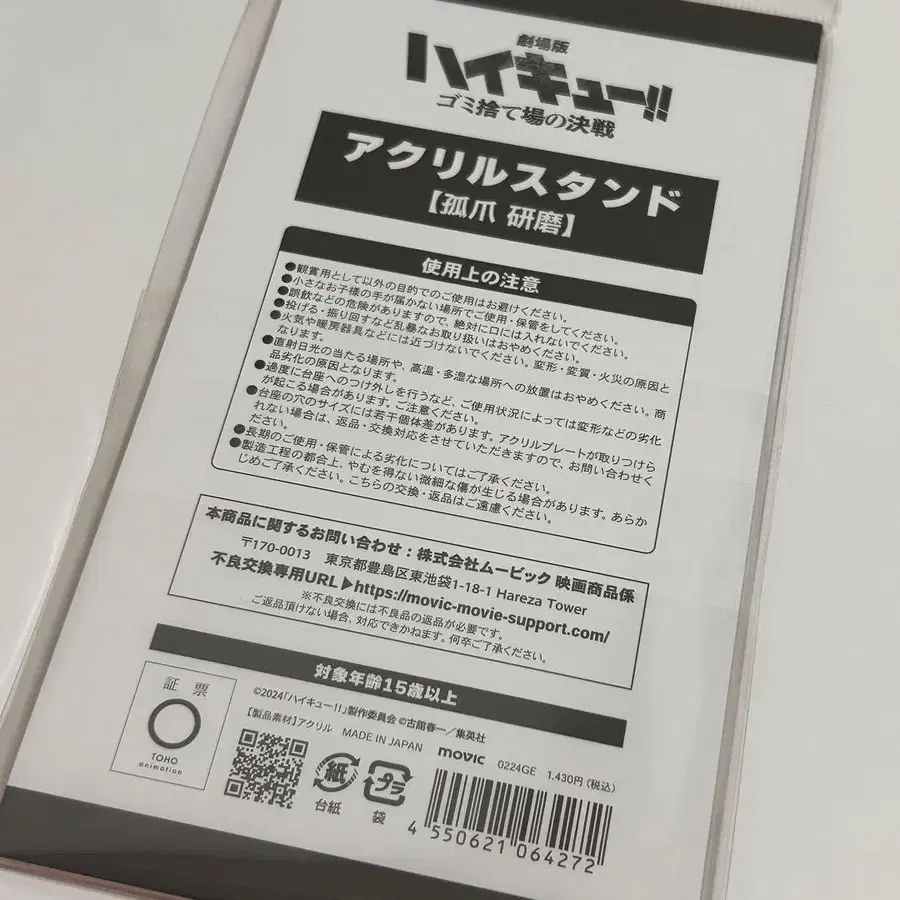 劇場版
ハイキュー!!
ゴミ捨て場の決戦
アクリルスタンド
【孤爪 研磨】
使用上の注意
●観賞用として以外の目的でのご使用はお避けください。
●小さなお子様の手が届かない場所でご使用・保管をしてください。
●誤飲などの危険がありますので、絶対に口には入れないでください。
●投げる・振り回すなど乱暴なお取り扱いはおやめください。
●火気や暖房器具などには近づけないでください。変形・変質・火災の原因と
なります。
●直射日光の当たる場所や、高温・多湿な場所への放置はおやめください。商
品劣化の原因となります。
●過度に台座へのつけ外しを行うなど、ご使用状況によっては変形などの劣化
が起こる場合があります。ご注意ください。
●台座の穴のサイズには若干個体差があります。アクリルプレートが取りつけら
れない場合は、返品・交換対応をさせていただきますので、お問い合わせく
ださい。
●長期のご使用・保管による劣化についてはご了承ください。
●製造工程の都合上、やむを得ない微細な傷が生じる場合があります。あらか
じめご了承ください。こちらの交換・返品はご遠慮ください。
本商品に関するお問い合わせ：株式会社ムービック 映画商品係
〒170-0013 東京都豊島区東池袋1-18-1 Hareza Tower
不良交換専用URL▶https://movic-movie-support.com/
※不良交換には不良品の返品が必要です。
ご返品頂けない場合、対応できかねます。何卒ご了承ください。
対象年齢15歳以上
証票
TOHO
animation
©2024「ハイキュー!!」製作委員会 ©古舘春一／集英社
【製品素材】アクリル MADE IN JAPAN movic 0224GE 1,430円（税込）
紙
台紙
プラ
袋
4 550621 064272